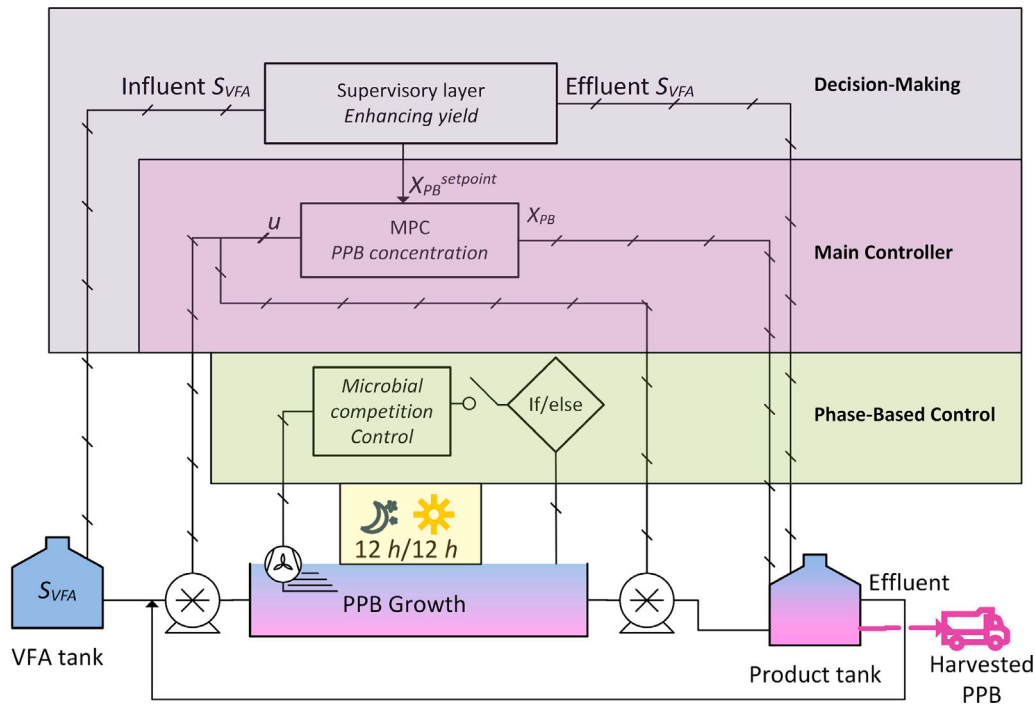 Influent S_VFA
Supervisory layer
Enhancing yield
Effluent S_VFA
Decision-Making
X_PB^setpoint
u
MPC
PPB concentration
X_PB
Main Controller
Microbial
competition
Control
If/else
Phase-Based Control
12 h/12 h
S_VFA
PPB Growth
Effluent
VFA tank
Product tank
Harvested
PPB